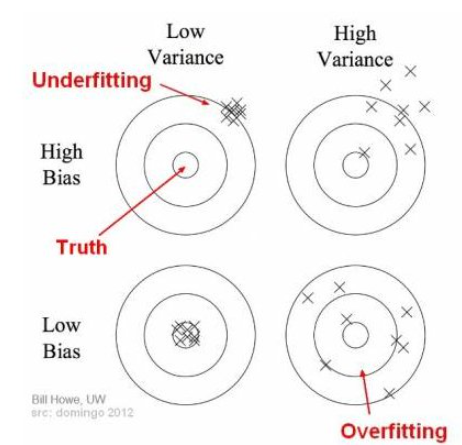 Low
Variance
High
Variance
Underfitting
High
Bias
Truth
Low
Bias
Bill Howe, UW
src: domingo 2012
Overfitting